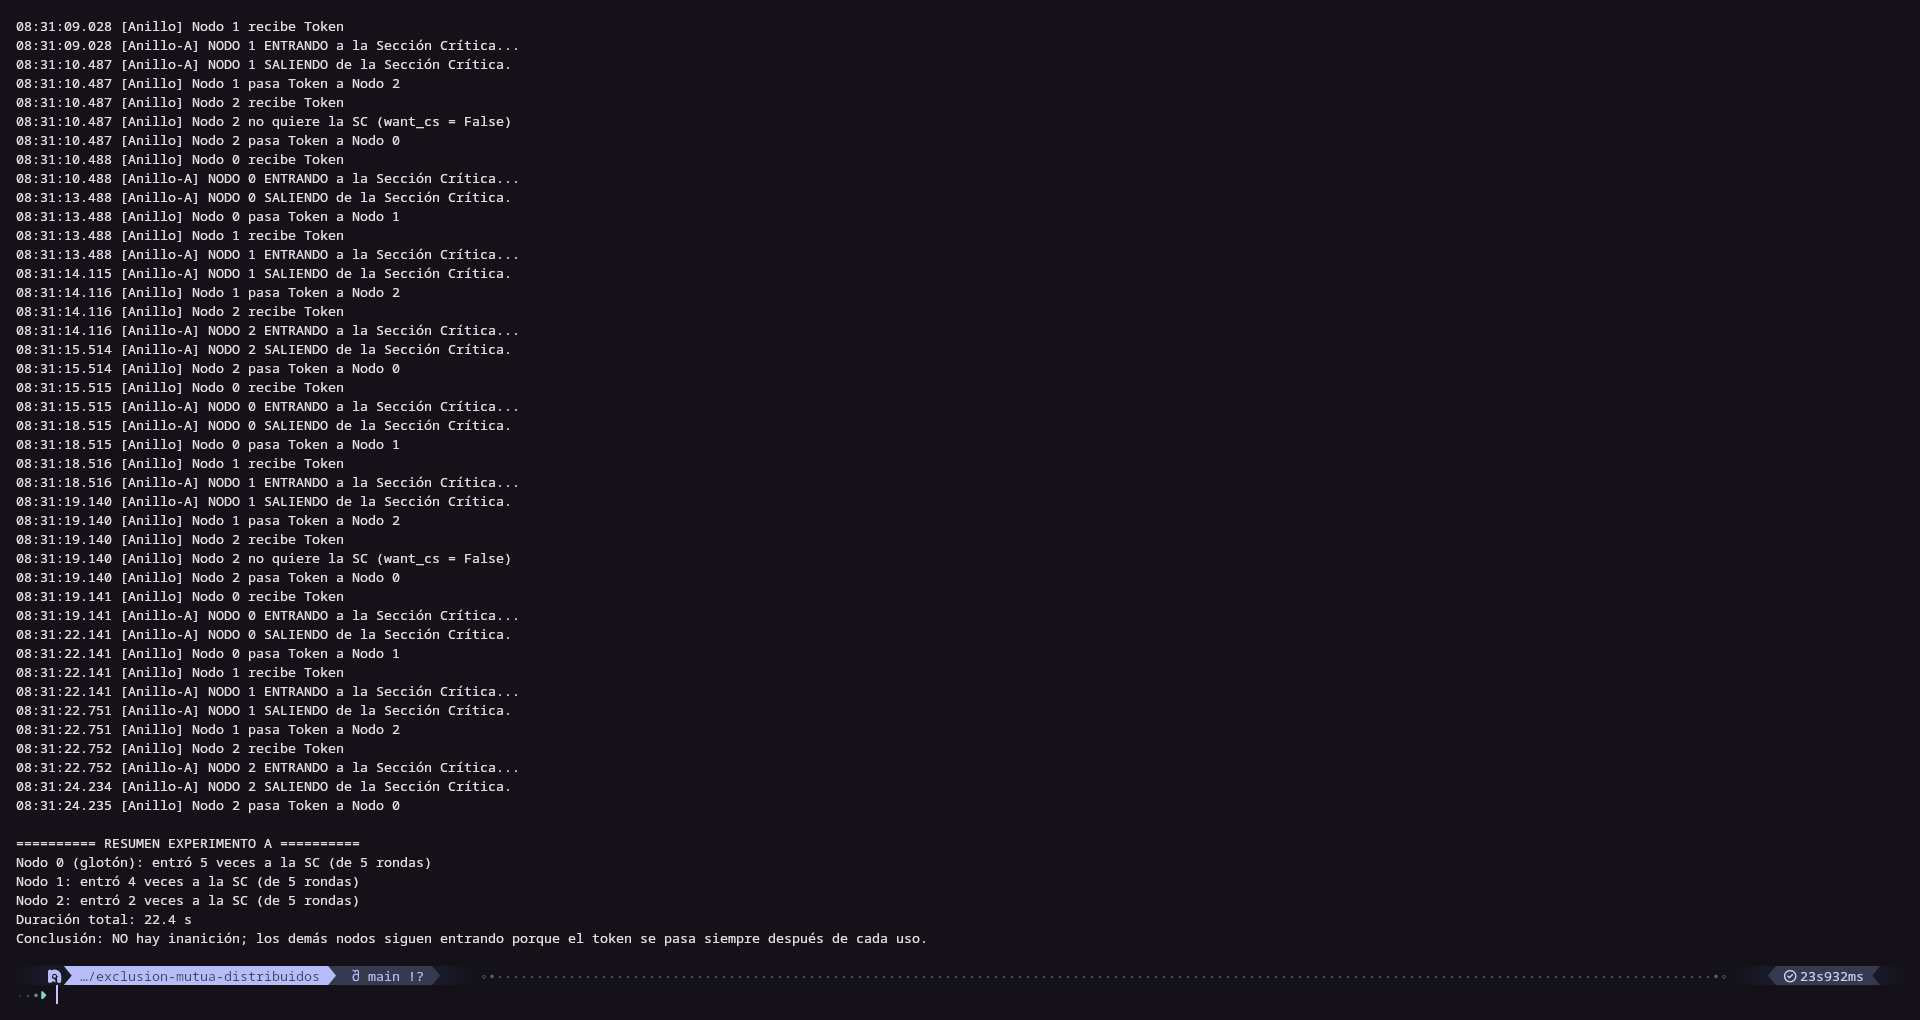 08:31:09.028 [Anillo] Nodo 1 recibe Token
08:31:09.028 [Anillo-A] NODO 1 ENTRANDO a la Sección Crítica...
08:31:10.487 [Anillo-A] NODO 1 SALIENDO de la Sección Crítica.
08:31:10.487 [Anillo] Nodo 1 pasa Token a Nodo 2
08:31:10.487 [Anillo] Nodo 2 recibe Token
08:31:10.487 [Anillo] Nodo 2 no quiere la SC (want_cs = False)
08:31:10.487 [Anillo] Nodo 2 pasa Token a Nodo 0
08:31:10.488 [Anillo] Nodo 0 recibe Token
08:31:10.488 [Anillo-A] NODO 0 ENTRANDO a la Sección Crítica...
08:31:13.488 [Anillo-A] NODO 0 SALIENDO de la Sección Crítica.
08:31:13.488 [Anillo] Nodo 0 pasa Token a Nodo 1
08:31:13.488 [Anillo] Nodo 1 recibe Token
08:31:13.488 [Anillo-A] NODO 1 ENTRANDO a la Sección Crítica...
08:31:14.115 [Anillo-A] NODO 1 SALIENDO de la Sección Crítica.
08:31:14.116 [Anillo] Nodo 1 pasa Token a Nodo 2
08:31:14.116 [Anillo] Nodo 2 recibe Token
08:31:14.116 [Anillo-A] NODO 2 ENTRANDO a la Sección Crítica...
08:31:15.514 [Anillo-A] NODO 2 SALIENDO de la Sección Crítica.
08:31:15.514 [Anillo] Nodo 2 pasa Token a Nodo 0
08:31:15.515 [Anillo] Nodo 0 recibe Token
08:31:15.515 [Anillo-A] NODO 0 ENTRANDO a la Sección Crítica...
08:31:18.515 [Anillo-A] NODO 0 SALIENDO de la Sección Crítica.
08:31:18.515 [Anillo] Nodo 0 pasa Token a Nodo 1
08:31:18.516 [Anillo] Nodo 1 recibe Token
08:31:18.516 [Anillo-A] NODO 1 ENTRANDO a la Sección Crítica...
08:31:19.140 [Anillo-A] NODO 1 SALIENDO de la Sección Crítica.
08:31:19.140 [Anillo] Nodo 1 pasa Token a Nodo 2
08:31:19.140 [Anillo] Nodo 2 recibe Token
08:31:19.140 [Anillo] Nodo 2 no quiere la SC (want_cs = False)
08:31:19.140 [Anillo] Nodo 2 pasa Token a Nodo 0
08:31:19.141 [Anillo] Nodo 0 recibe Token
08:31:19.141 [Anillo-A] NODO 0 ENTRANDO a la Sección Crítica...
08:31:22.141 [Anillo-A] NODO 0 SALIENDO de la Sección Crítica.
08:31:22.141 [Anillo] Nodo 0 pasa Token a Nodo 1
08:31:22.141 [Anillo] Nodo 1 recibe Token
08:31:22.141 [Anillo-A] NODO 1 ENTRANDO a la Sección Crítica...
08:31:22.751 [Anillo-A] NODO 1 SALIENDO de la Sección Crítica.
08:31:22.751 [Anillo] Nodo 1 pasa Token a Nodo 2
08:31:22.752 [Anillo] Nodo 2 recibe Token
08:31:22.752 [Anillo-A] NODO 2 ENTRANDO a la Sección Crítica...
08:31:24.234 [Anillo-A] NODO 2 SALIENDO de la Sección Crítica.
08:31:24.235 [Anillo] Nodo 2 pasa Token a Nodo 0
========== RESUMEN EXPERIMENTO A ==========
Nodo 0 (glotón): entró 5 veces a la SC (de 5 rondas)
Nodo 1: entró 4 veces a la SC (de 5 rondas)
Nodo 2: entró 2 veces a la SC (de 5 rondas)
Duración total: 22.4 s
Conclusión: NO hay inanición; los demás nodos siguen entrando porque el token se pasa siempre después de cada uso.
…/exclusion-mutua-distribuidos main !? 23s932ms